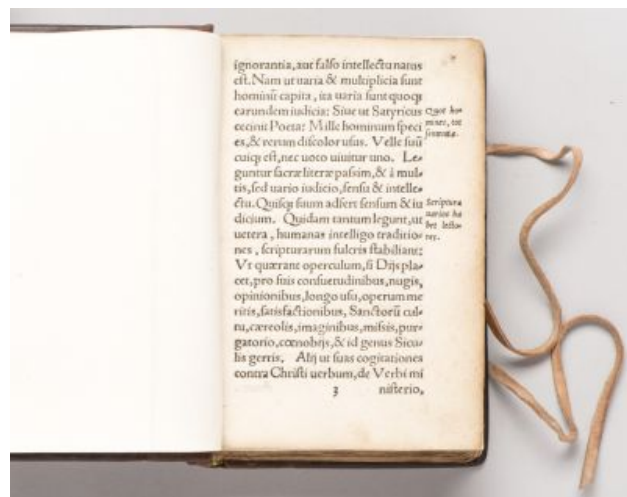 ignorantia, aut falso intellectu natus
est. Nam ut uaria & multiplicia sunt
hominũ capita, ita uaria sunt quoqꝫ
earundem iudicia: Siue ut Satyricus
cecinit Poeta: Mille hominum speci
es, & rerum discolor usus. Velle suũ
cuiqꝫ est, nec uoto uiuitur uno. Le-
guntur sacræ literæ passim, & à mul-
tis, sed uario iudicio, sensu & intelle-
ctu. Quisqꝫ suum adfert sensum & iu
dicium. Quidam tantum legunt, ut
uetera, humanas intelligo traditio-
nes, scripturarum fulcris stabiliant:
Vt quærant operculum, si Dijs pla-
cet, pro suis consuetudinibus, nugis,
opinionibus, longo usu, operum me
ritis, satisfactionibus, Sanctorũ cul-
tu, cæreolis, imaginibus, missis, pur-
gatorio, cœnobijs, & id genus Sicu-
lis gerris. Alij ut suas cogitationes
contra Christi uerbum, de Verbi mi
3 nisterio,
Quot ho-
mines, tot
sententiæ.
Scriptura
uarios ha
bet lecto-
res.